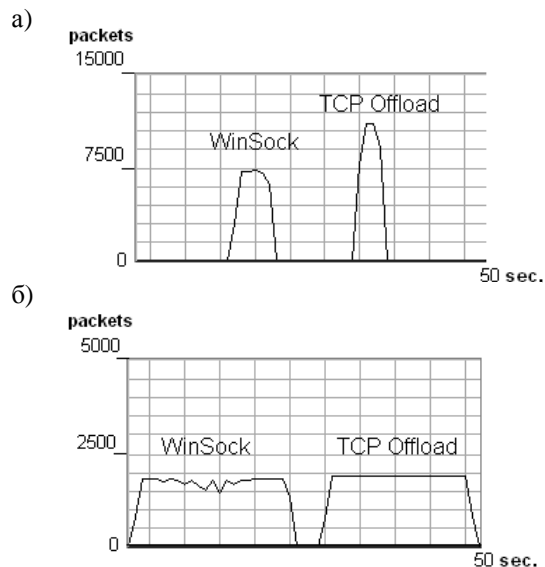 а)
packets
15000
TCP Offload
WinSock
7500
0
50 sec.
б)
packets
5000
2500
WinSock
TCP Offload
0
50 sec.